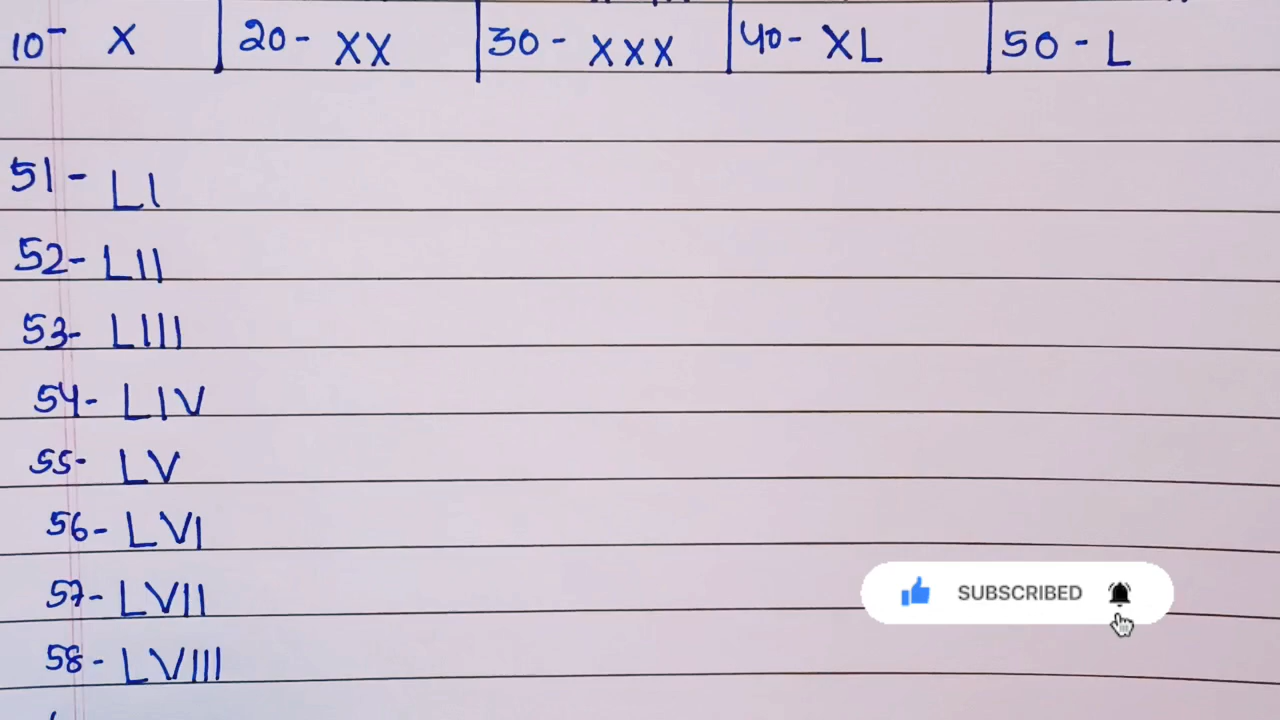 10- X 20- XX 30- XXX 40- XL 50- L
51- LI
52- LII
53- LIII
54- LIV
55- LV
56- LVI
57- LVII
SUBSCRIBED
58- LVIII